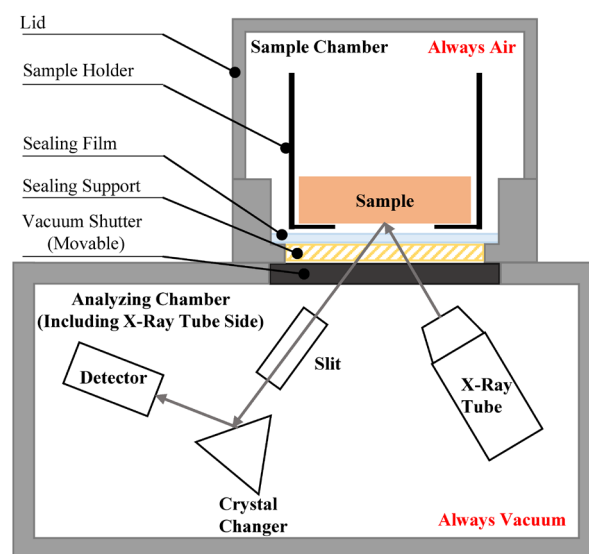 Lid
Sample Chamber
Always Air
Sample Holder
Sealing Film
Sealing Support
Sample
Vacuum Shutter
(Movable)
Analyzing Chamber
(Including X-Ray Tube Side)
Slit
Detector
X-Ray
Tube
Crystal
Changer
Always Vacuum